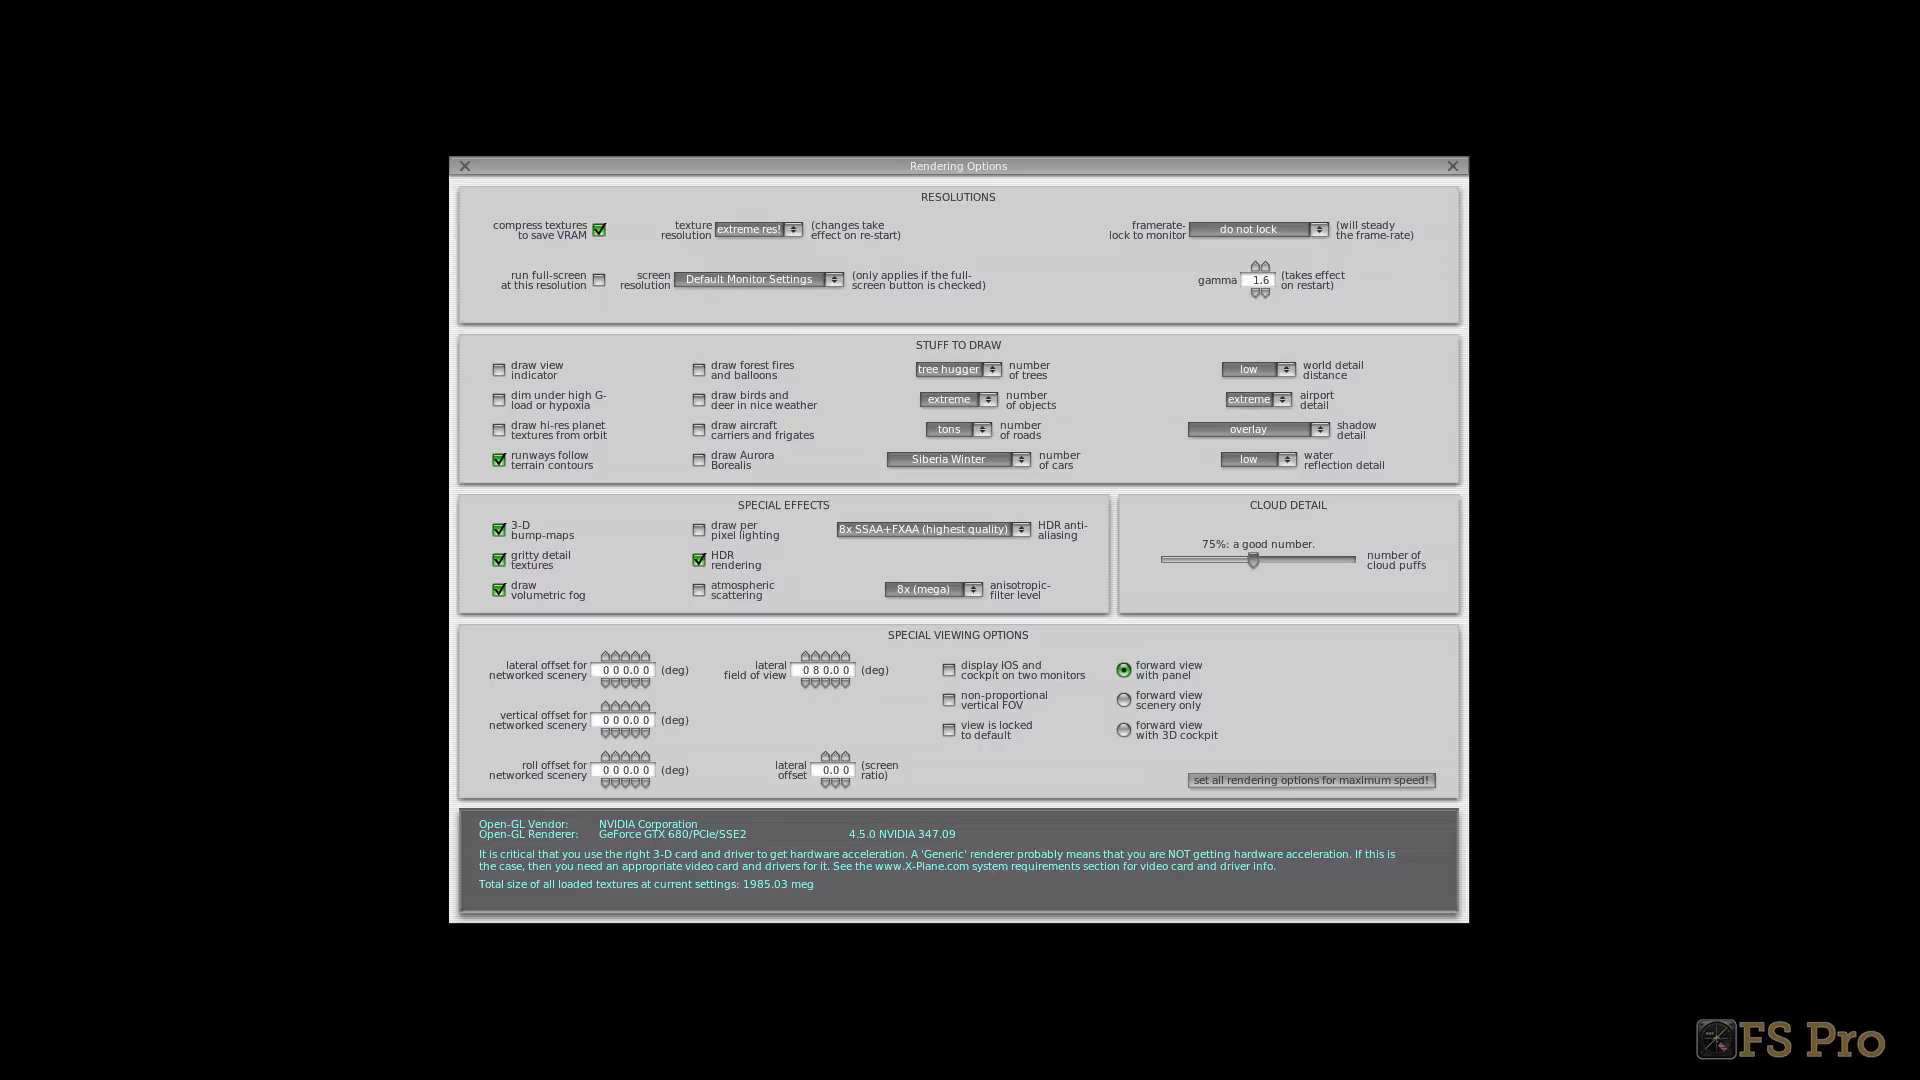 Rendering Options
RESOLUTIONS
compress textures
to save VRAM
texture
resolution
extreme res!
(changes take
effect on re-start)
framerate-
lock to monitor
do not lock
(will steady
the frame-rate)
run full-screen
at this resolution
screen
resolution
Default Monitor Settings
(only applies if the full-
screen button is checked)
gamma
1.6
(takes effect
on restart)
STUFF TO DRAW
draw view
indicator
draw forest fires
and balloons
tree hugger
number
of trees
low
world detail
distance
dim under high G-
load or hypoxia
draw birds and
deer in nice weather
extreme
number
of objects
extreme
airport
detail
draw hi-res planet
textures from orbit
draw aircraft
carriers and frigates
tons
number
of roads
overlay
shadow
detail
runways follow
terrain contours
draw Aurora
Borealis
Siberia Winter
number
of cars
low
water
reflection detail
SPECIAL EFFECTS
3-D
bump-maps
draw per
pixel lighting
8x SSAA+FXAA (highest quality)
HDR anti-
aliasing
gritty detail
textures
HDR
rendering
draw
volumetric fog
atmospheric
scattering
8x (mega)
anisotropic-
filter level
CLOUD DETAIL
75%: a good number.
number of
cloud puffs
SPECIAL VIEWING OPTIONS
lateral offset for
networked scenery
0 0 0.0 0
(deg)
lateral
field of view
0 8 0.0 0
(deg)
display IOS and
cockpit on two monitors
forward view
with panel
non-proportional
vertical FOV
forward view
scenery only
vertical offset for
networked scenery
0 0 0.0 0
(deg)
view is locked
to default
forward view
with 3D cockpit
roll offset for
networked scenery
0 0 0.0 0
(deg)
lateral
offset
0.0 0
(screen
ratio)
set all rendering options for maximum speed!
Open-GL Vendor: NVIDIA Corporation
Open-GL Renderer: GeForce GTX 680/PCIe/SSE2 4.5.0 NVIDIA 347.09
It is critical that you use the right 3-D card and driver to get hardware acceleration. A 'Generic' renderer probably means that you are NOT getting hardware acceleration. If this is
the case, then you need an appropriate video card and drivers for it. See the www.X-Plane.com system requirements section for video card and driver info.
Total size of all loaded textures at current settings: 1985.03 meg
FS Pro